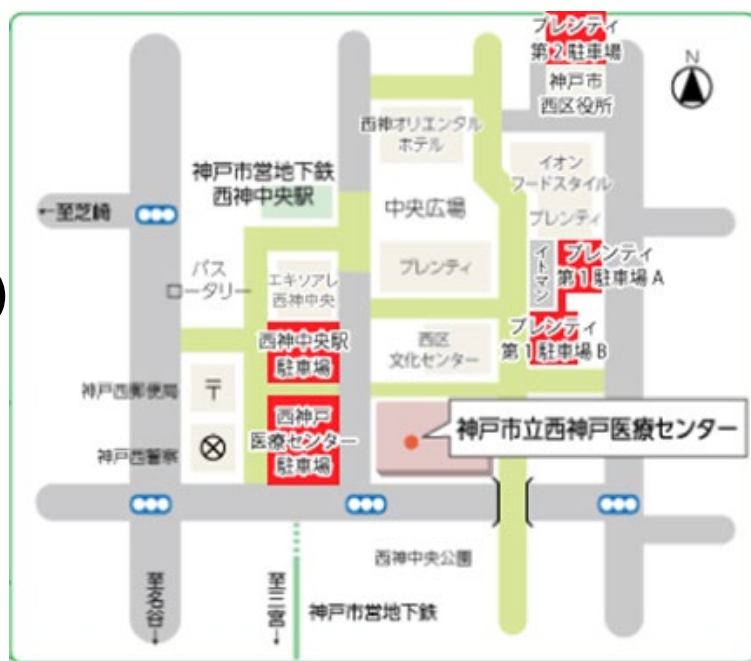 プレンティ
第2駐車場
N
神戸市
西区役所
西神オリエンタル
ホテル
イオン
フードスタイル
神戸市営地下鉄
西神中央駅
中央広場
プレンティ
←至芝崎
バス
ロータリー
エキソアレ
西神中央
プレンティ
イトマン
プレンティ
第1駐車場A
西神中央駅
駐車場
西区
文化センター
プレンティ
第1駐車場B
神戸西郵便局
〒
西神戸
医療センター
駐車場
神戸市立西神戸医療センター
神戸西警察
西神中央公園
至名谷→
至三宮→
神戸市営地下鉄